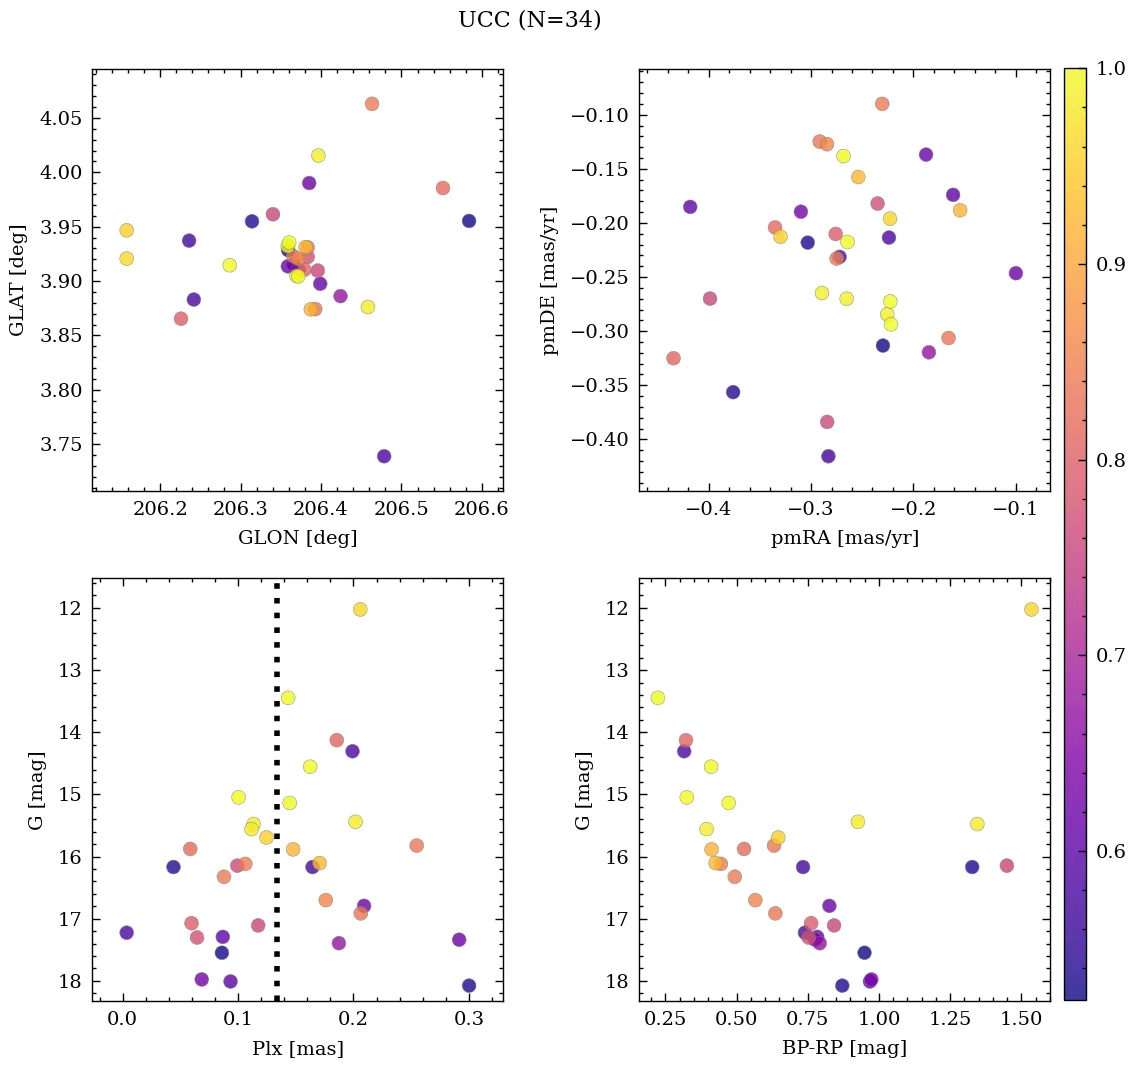 UCC (N=34)
4.05
4.00
3.95
3.90
3.85
3.80
3.75
GLAT [deg]
206.2 206.3 206.4 206.5 206.6
GLON [deg]
−0.10
−0.15
−0.20
−0.25
−0.30
−0.35
−0.40
pmDE [mas/yr]
−0.4 −0.3 −0.2 −0.1
pmRA [mas/yr]
1.0
0.9
0.8
0.7
0.6
12
13
14
15
16
17
18
G [mag]
0.0 0.1 0.2 0.3
Plx [mas]
12
13
14
15
16
17
18
G [mag]
0.25 0.50 0.75 1.00 1.25 1.50
BP-RP [mag]